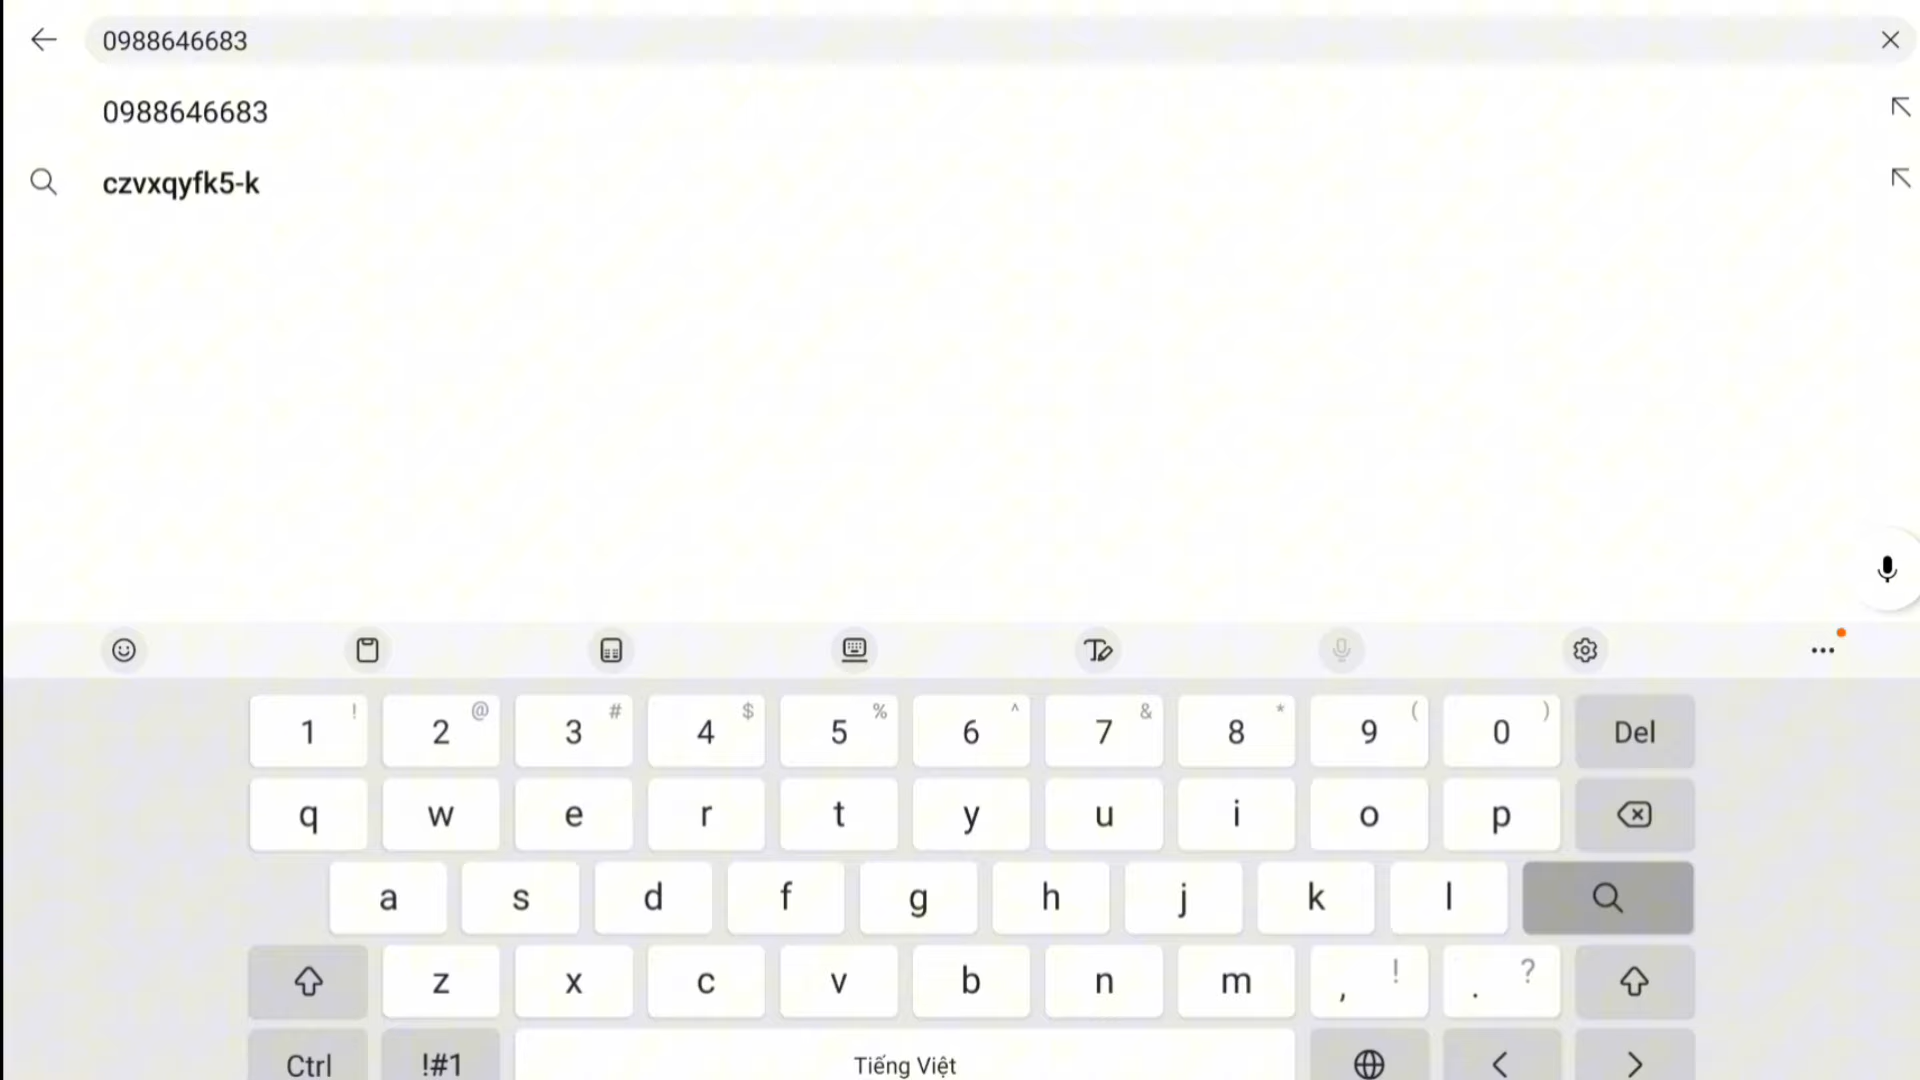 0988646683
0988646683
czvxqyfk5-k
1 ! 2 @ 3 # 4 $ 5 % 6 ^ 7 & 8 * 9 ( 0 ) Del
q w e r t y u i o p
a s d f g h j k l
z x c v b n m , ! . ?
Ctrl !#1 Tiếng Việt < >